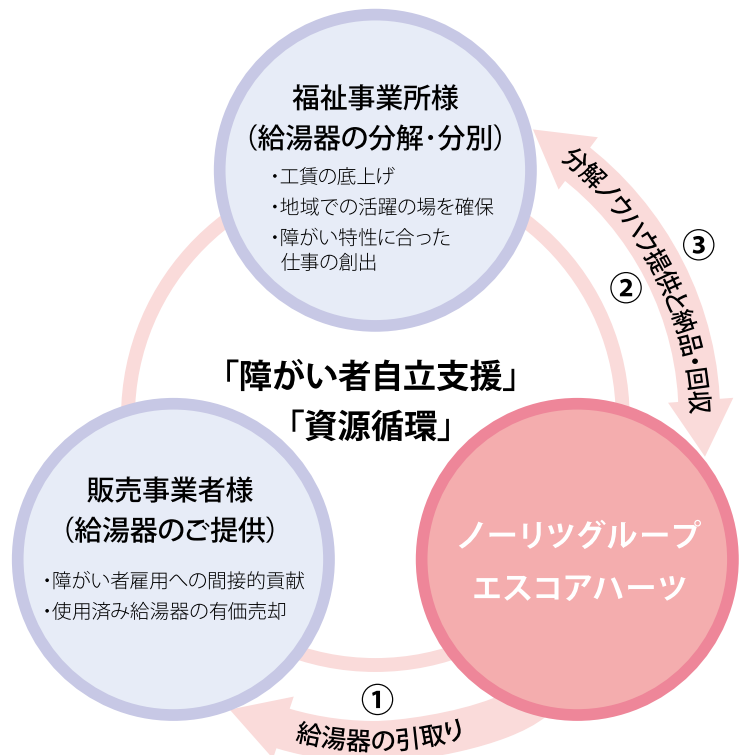 福祉事業所様
（給湯器の分解・分別）
・工賃の底上げ
・地域での活躍の場を確保
・障がい特性に合った
仕事の創出
③
②
分解ノウハウ提供と納品・回収
「障がい者自立支援」
「資源循環」
販売事業者様
（給湯器のご提供）
・障がい者雇用への間接的貢献
・使用済み給湯器の有価売却
ノーリツグループ
エスコアハーツ
①
給湯器の引取り